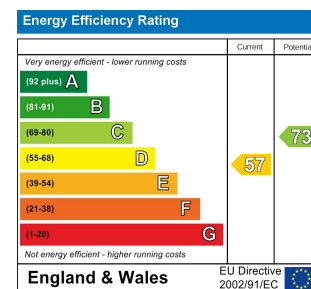 Energy Efficiency Rating
Current Potentia
Very energy efficient - lower running costs
(92 plus) A
(81-91) B
(69-80) C
73
(55-68) D
57
(39-54) E
(21-38) F
(1-20) G
Not energy efficient - higher running costs
England & Wales
EU Directive
2002/91/EC